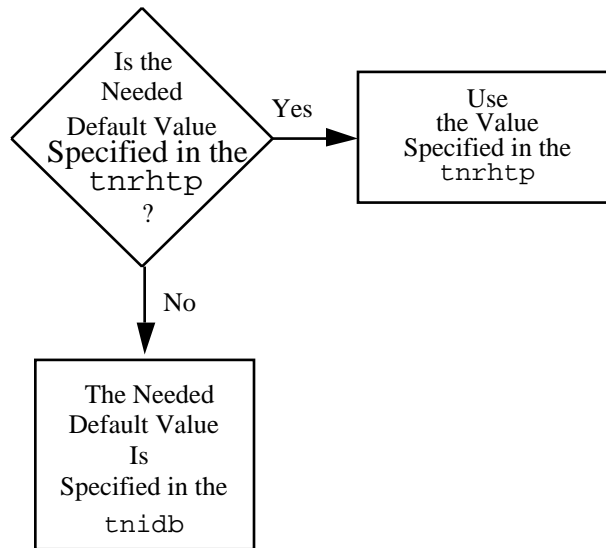 Is the
Needed
Default Value
Specified in the
tnrhtp
?
Yes
Use
the Value
Specified in the
tnrhtp
No
The Needed
Default Value
Is
Specified in the
tnidb